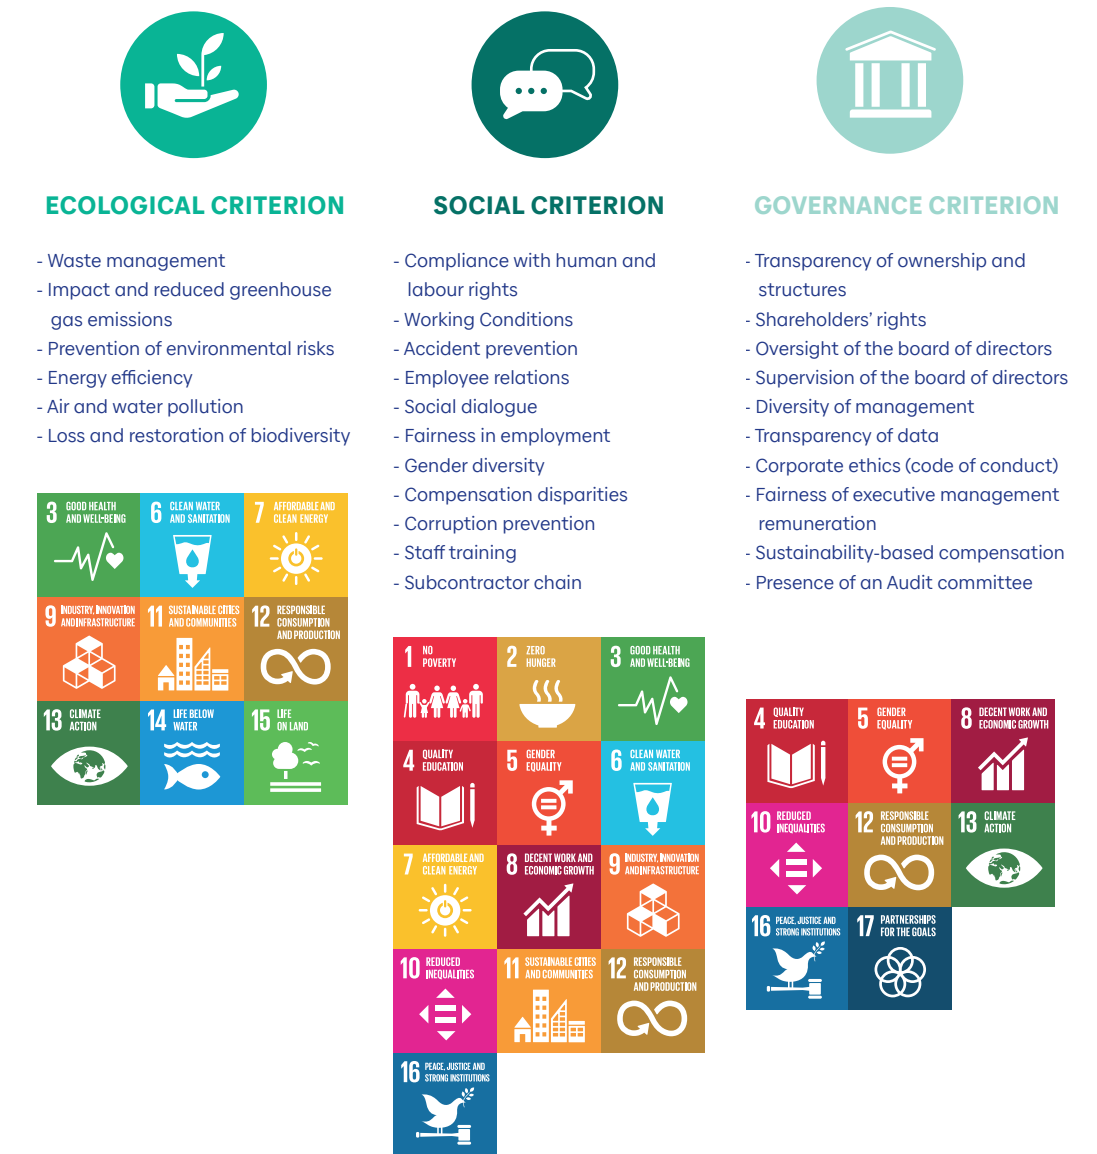 ECOLOGICAL CRITERION
- Waste management
- Impact and reduced greenhouse
gas emissions
- Prevention of environmental risks
- Energy efficiency
- Air and water pollution
- Loss and restoration of biodiversity
3 GOOD HEALTH
AND WELL-BEING
6 CLEAN WATER
AND SANITATION
7 AFFORDABLE AND
CLEAN ENERGY
9 INDUSTRY, INNOVATION
AND INFRASTRUCTURE
11 SUSTAINABLE CITIES
AND COMMUNITIES
12 RESPONSIBLE
CONSUMPTION
AND PRODUCTION
13 CLIMATE
ACTION
14 LIFE BELOW
WATER
15 LIFE
ON LAND
SOCIAL CRITERION
- Compliance with human and
labour rights
- Working Conditions
- Accident prevention
- Employee relations
- Social dialogue
- Fairness in employment
- Gender diversity
- Compensation disparities
- Corruption prevention
- Staff training
- Subcontractor chain
1 NO
POVERTY
2 ZERO
HUNGER
3 GOOD HEALTH
AND WELL-BEING
4 QUALITY
EDUCATION
5 GENDER
EQUALITY
6 CLEAN WATER
AND SANITATION
7 AFFORDABLE AND
CLEAN ENERGY
8 DECENT WORK AND
ECONOMIC GROWTH
9 INDUSTRY, INNOVATION
AND INFRASTRUCTURE
10 REDUCED
INEQUALITIES
11 SUSTAINABLE CITIES
AND COMMUNITIES
12 RESPONSIBLE
CONSUMPTION
AND PRODUCTION
16 PEACE, JUSTICE AND
STRONG INSTITUTIONS
GOVERNANCE CRITERION
- Transparency of ownership and
structures
- Shareholders’ rights
- Oversight of the board of directors
- Supervision of the board of directors
- Diversity of management
- Transparency of data
- Corporate ethics (code of conduct)
- Fairness of executive management
remuneration
- Sustainability-based compensation
- Presence of an Audit committee
4 QUALITY
EDUCATION
5 GENDER
EQUALITY
8 DECENT WORK AND
ECONOMIC GROWTH
10 REDUCED
INEQUALITIES
12 RESPONSIBLE
CONSUMPTION
AND PRODUCTION
13 CLIMATE
ACTION
16 PEACE, JUSTICE AND
STRONG INSTITUTIONS
17 PARTNERSHIPS
FOR THE GOALS